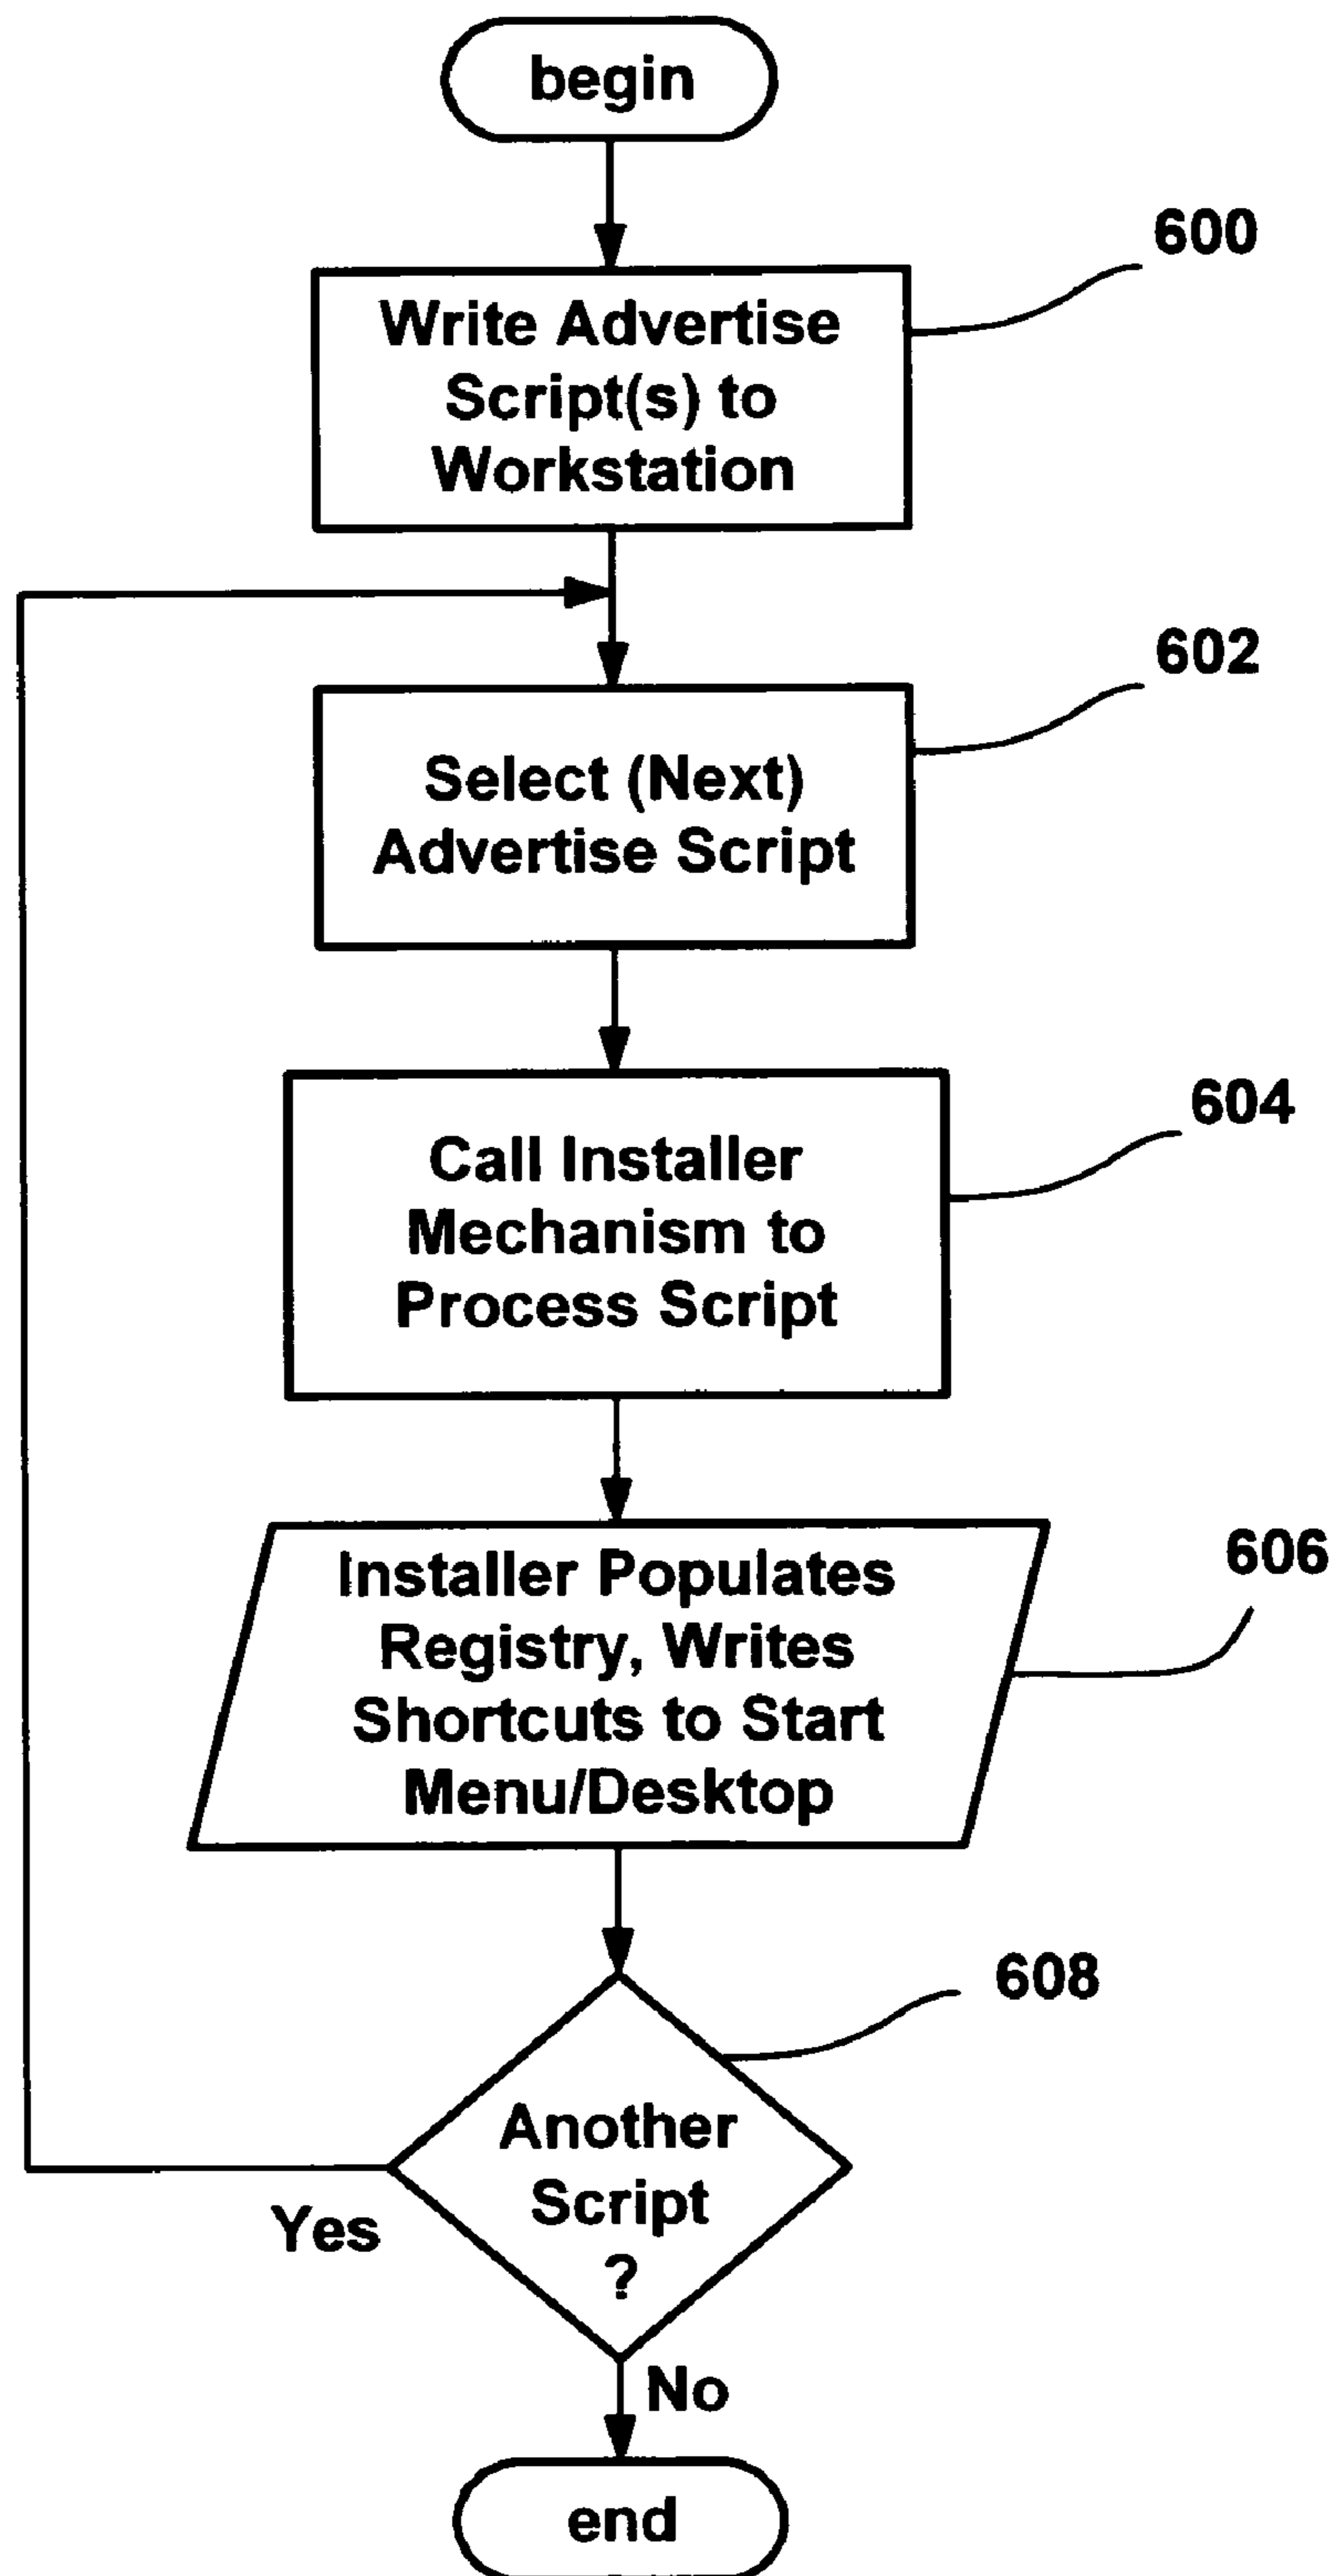 begin
600
Write Advertise
Script(s) to
Workstation
602
Select (Next)
Advertise Script
604
Call Installer
Mechanism to
Process Script
606
Installer Populates
Registry, Writes
Shortcuts to Start
Menu/Desktop
608
Another
Script
?
Yes
No
end